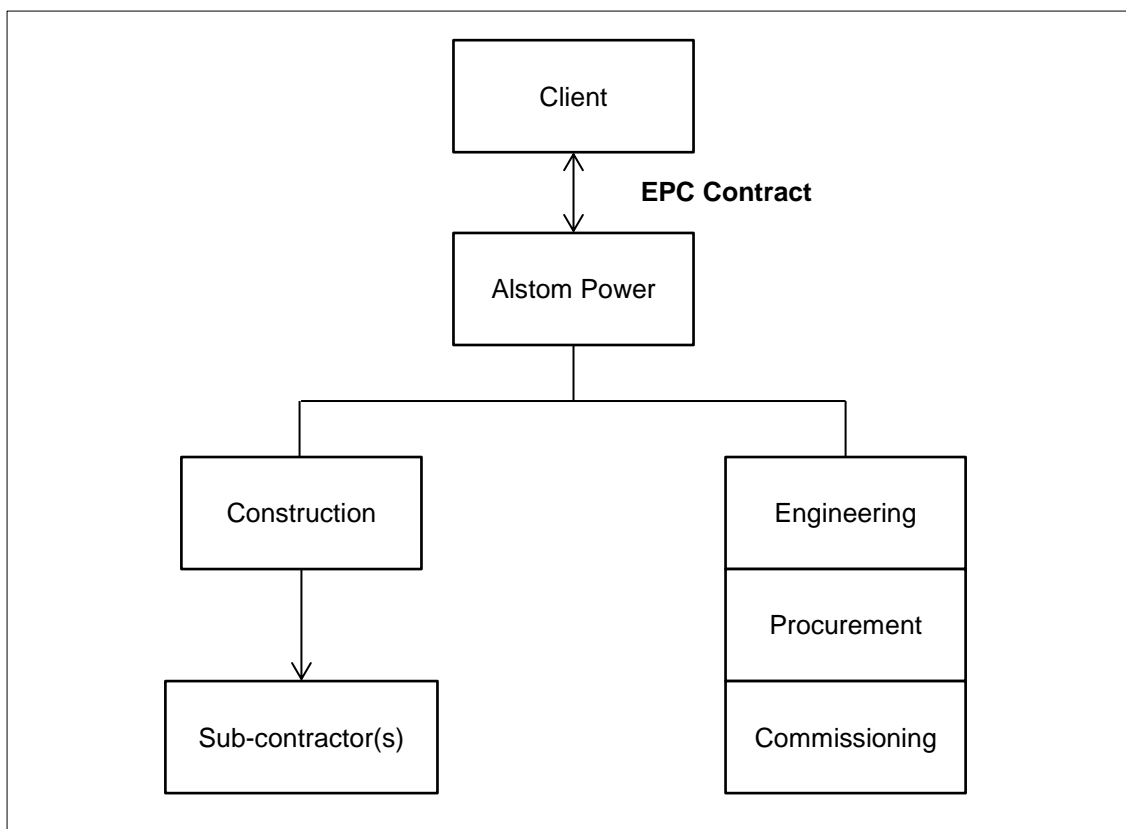 Client
EPC Contract
Alstom Power
Construction
Engineering
Procurement
Sub-contractor(s)
Commissioning